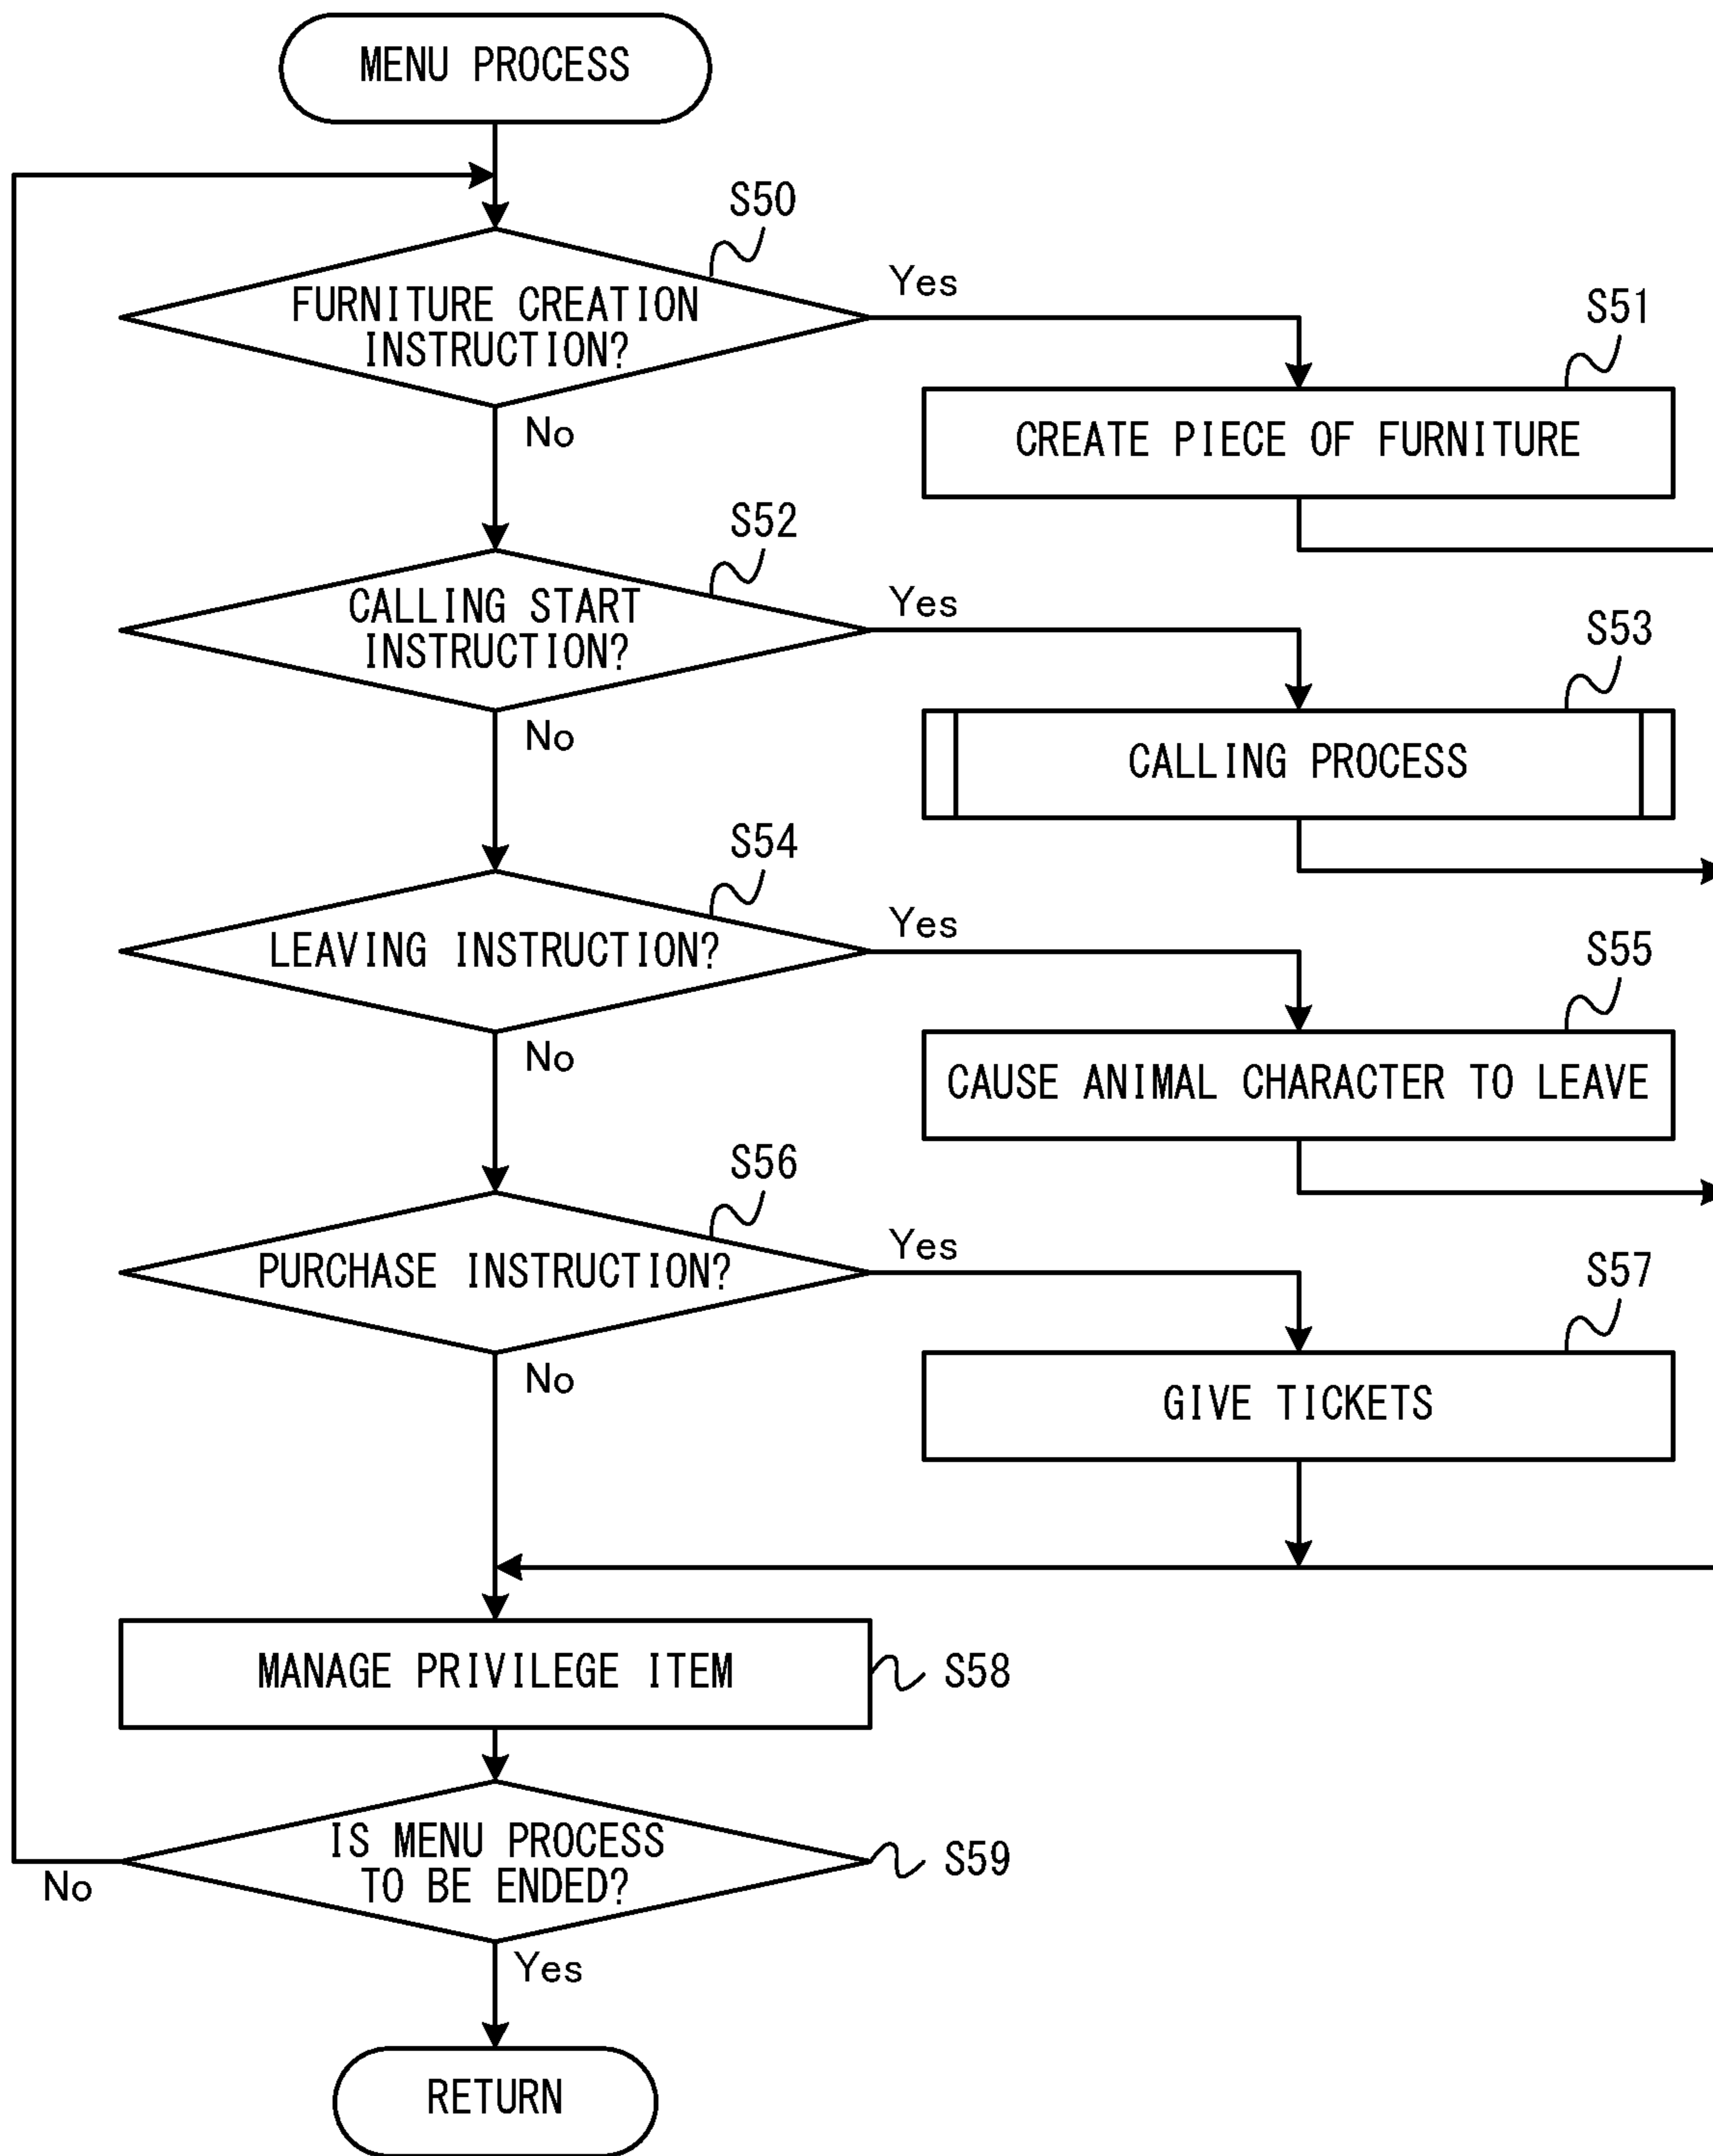 MENU PROCESS
S50
FURNITURE CREATION
INSTRUCTION?
Yes
No
S51
CREATE PIECE OF FURNITURE
S52
CALLING START
INSTRUCTION?
Yes
No
S53
CALLING PROCESS
S54
LEAVING INSTRUCTION?
Yes
No
S55
CAUSE ANIMAL CHARACTER TO LEAVE
S56
PURCHASE INSTRUCTION?
Yes
No
S57
GIVE TICKETS
MANAGE PRIVILEGE ITEM
S58
IS MENU PROCESS
TO BE ENDED?
S59
No
Yes
RETURN